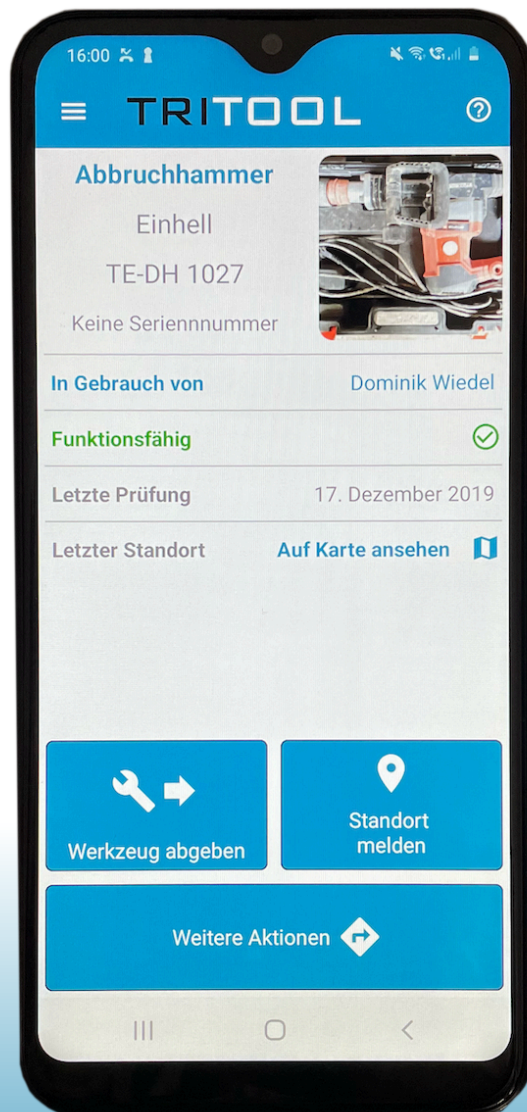 16:00
TRITOOL
Abbruchhammer
Einhell
TE-DH 1027
Keine Seriennnummer
In Gebrauch von Dominik Wiedel
Funktionsfähig
Letzte Prüfung 17. Dezember 2019
Letzter Standort Auf Karte ansehen
Werkzeug abgeben
Standort
melden
Weitere Aktionen